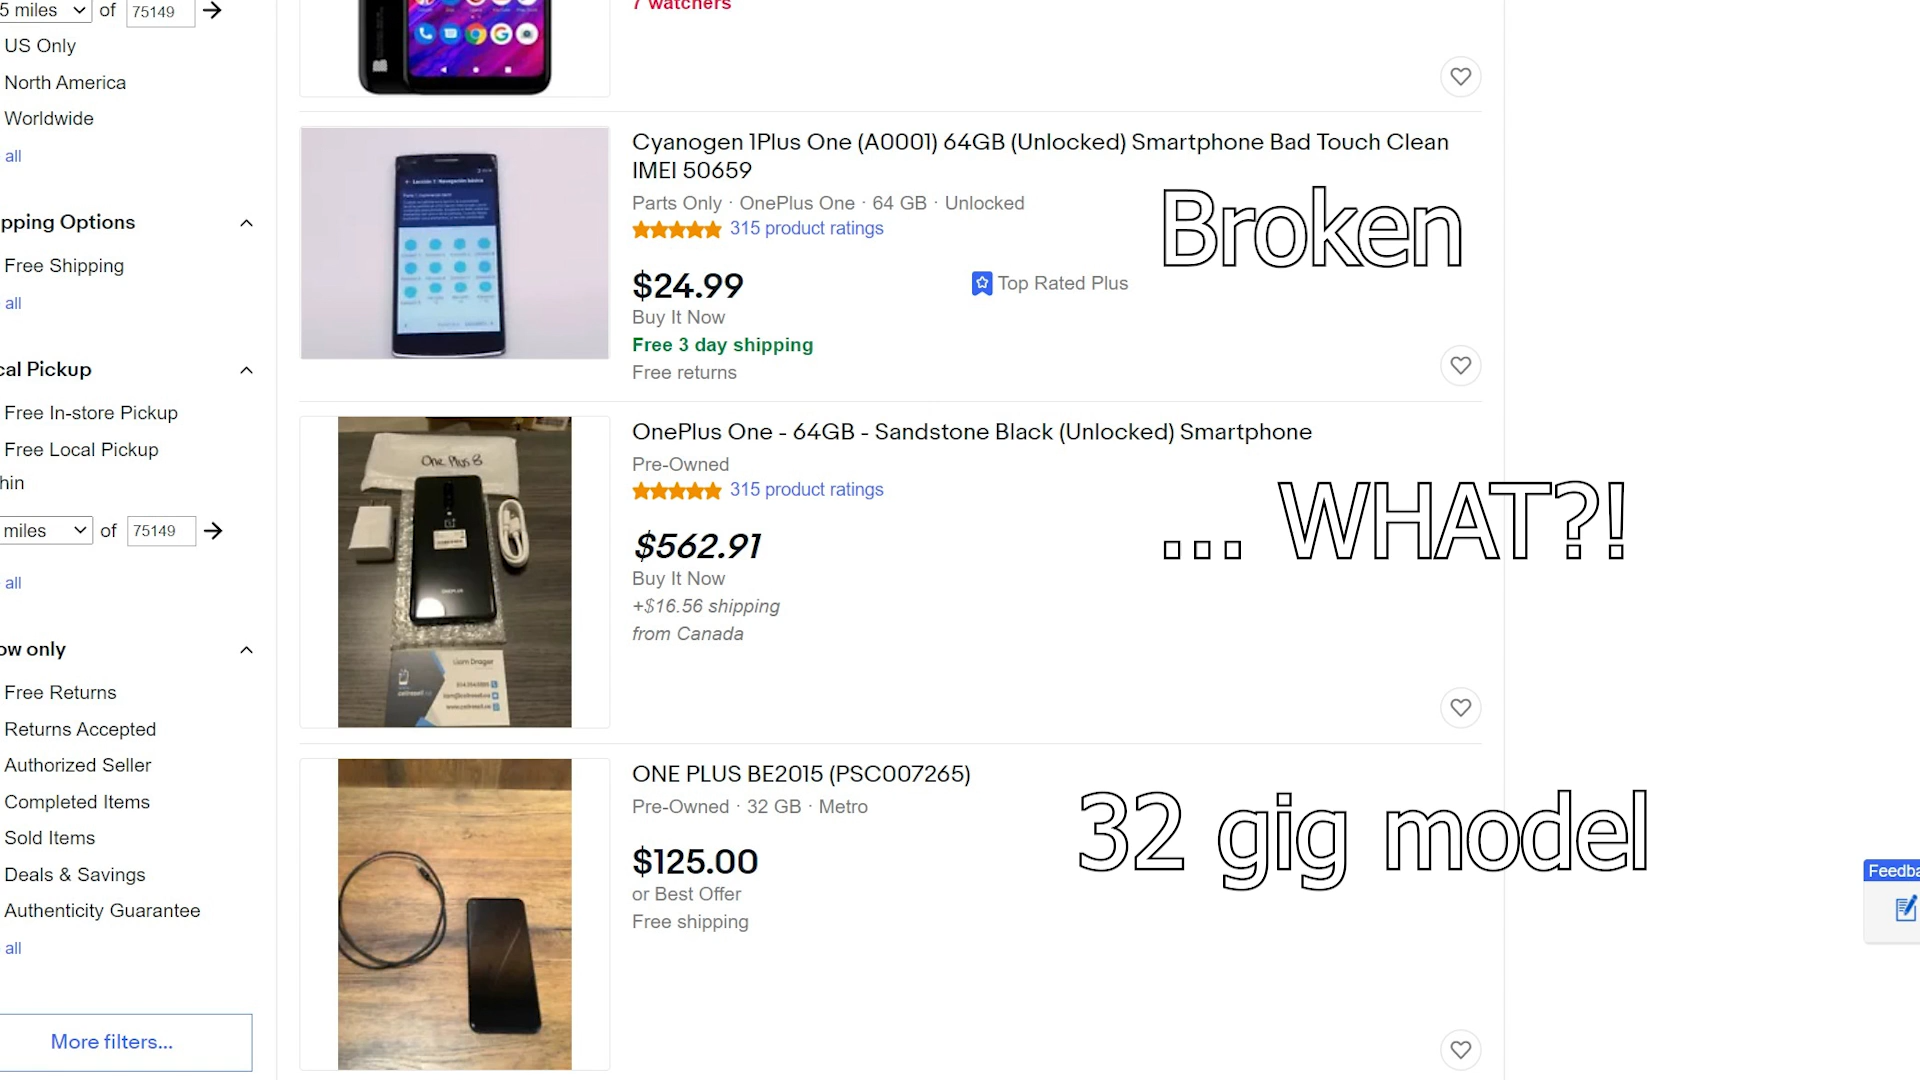 5 miles of 75149
US Only
North America
Worldwide
all
pping Options
Free Shipping
all
cal Pickup
Free In-store Pickup
Free Local Pickup
hin
miles of 75149
all
ow only
Free Returns
Returns Accepted
Authorized Seller
Completed Items
Sold Items
Deals & Savings
Authenticity Guarantee
all
More filters...
7 watchers
Cyanogen 1Plus One (A0001) 64GB (Unlocked) Smartphone Bad Touch Clean
IMEI 50659
Parts Only · OnePlus One · 64 GB · Unlocked
315 product ratings
Broken
$24.99
Top Rated Plus
Buy It Now
Free 3 day shipping
Free returns
One Plus 8
ONEPLUS
Liam Drager
OnePlus One - 64GB - Sandstone Black (Unlocked) Smartphone
Pre-Owned
315 product ratings
... WHAT?!
$562.91
Buy It Now
+$16.56 shipping
from Canada
ONE PLUS BE2015 (PSC007265)
Pre-Owned · 32 GB · Metro
32 gig model
$125.00
or Best Offer
Free shipping
Feedba